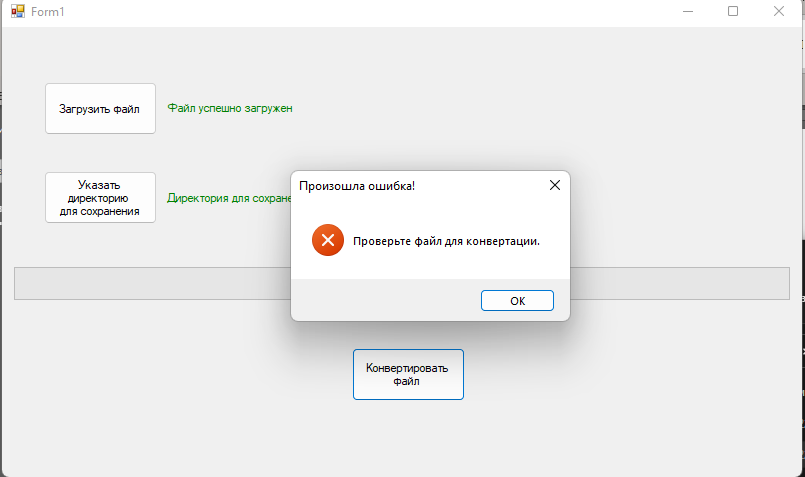 Form1
Загрузить файл
Файл успешно загружен
Указать
директорию
для сохранения
Директория для
Произошла ошибка!
Проверьте файл для конвертации.
OK
Конвертировать
файл